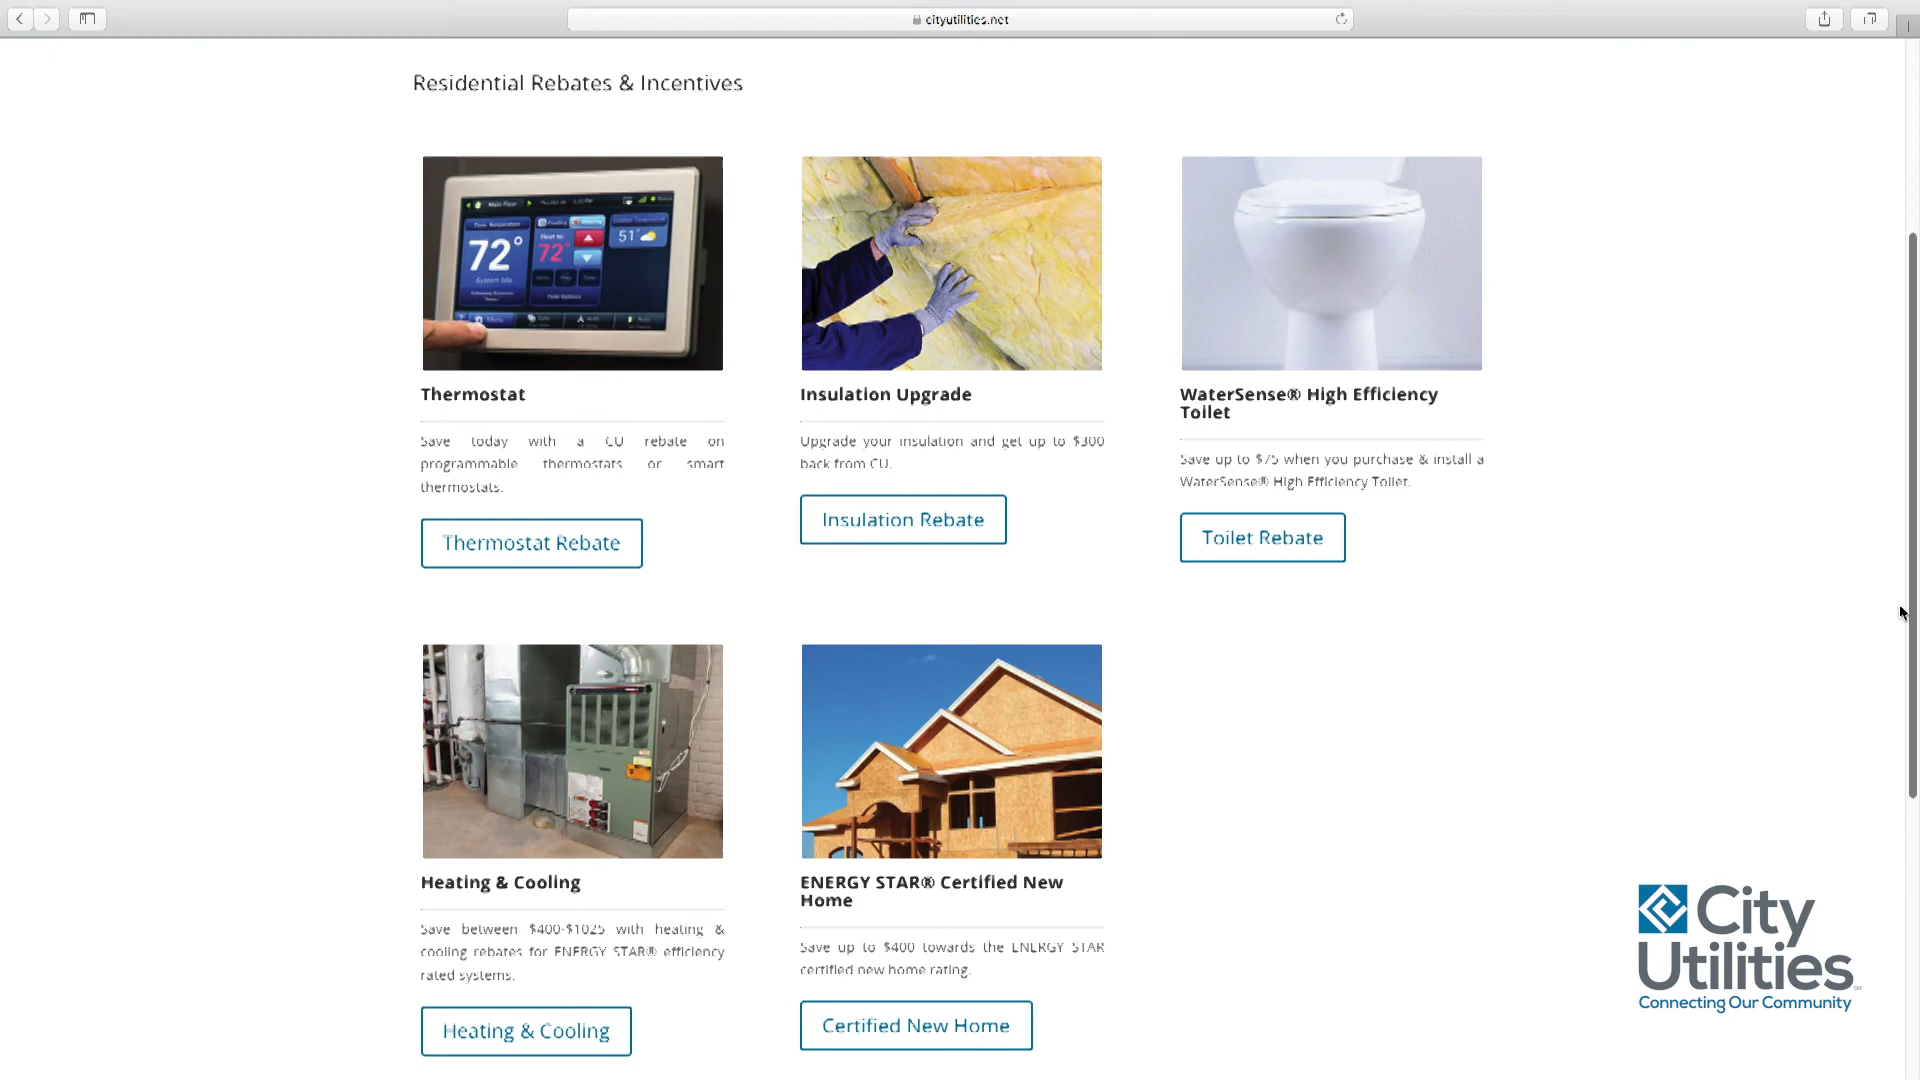 cityutilities.net
Residential Rebates & Incentives
72°
72°
51°
Thermostat
Save today with a CU rebate on
programmable thermostats or smart
thermostats.
Thermostat Rebate
Insulation Upgrade
Upgrade your insulation and get up to $300
back from CU.
Insulation Rebate
WaterSense® High Efficiency
Toilet
Save up to $75 when you purchase & install a
WaterSense® High Efficiency Toilet.
Toilet Rebate
Heating & Cooling
Save between $400-$1025 with heating &
cooling rebates for ENERGY STAR® efficiency
rated systems.
Heating & Cooling
ENERGY STAR® Certified New
Home
Save up to $400 towards the ENERGY STAR
certified new home rating.
Certified New Home
City
Utilities
Connecting Our Community